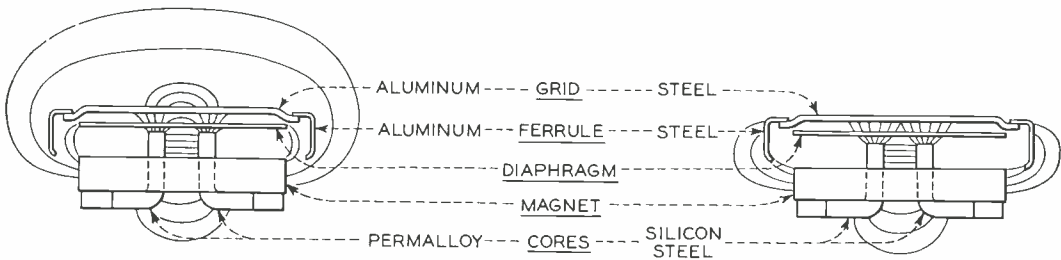 ALUMINUM GRID STEEL
ALUMINUM FERRULE STEEL
DIAPHRAGM
MAGNET
PERMALLOY CORES SILICON
STEEL